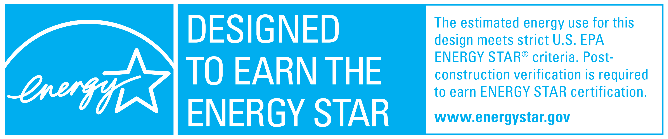 energy
DESIGNED
TO EARN THE
ENERGY STAR
The estimated energy use for this
design meets strict U.S. EPA
ENERGY STAR® criteria. Post-
construction verification is required
to earn ENERGY STAR certification.
www.energystar.gov